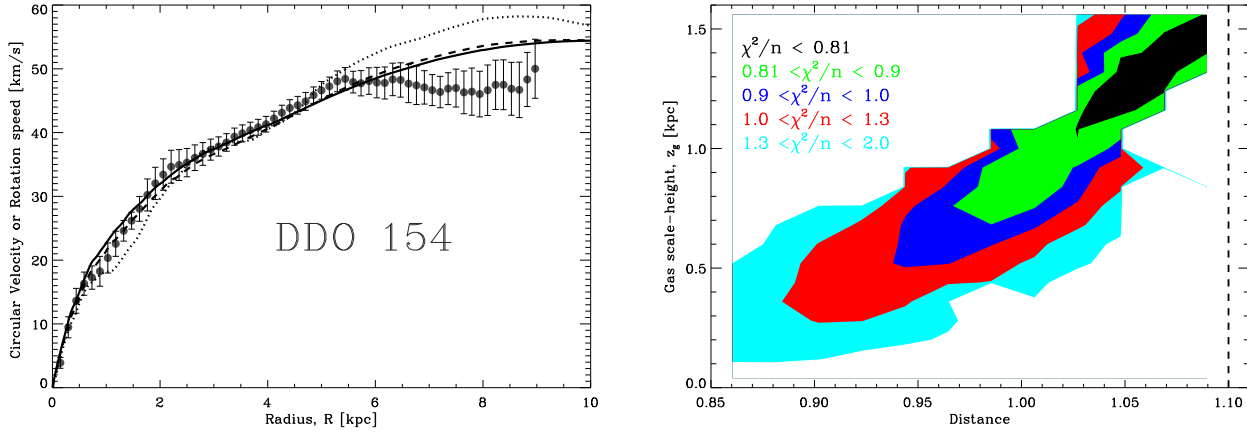 60
50
40
30
20
10
0
Circular Velocity or Rotation speed [km/s]
DDO 154
0 2 4 6 8 10
Radius, R [kpc]
1.5
1.0
0.5
0.0
Gas scale-height, z_g [kpc]
χ²/n < 0.81
0.81 <χ²/n < 0.9
0.9 <χ²/n < 1.0
1.0 <χ²/n < 1.3
1.3 <χ²/n < 2.0
0.85 0.90 0.95 1.00 1.05 1.10
Distance